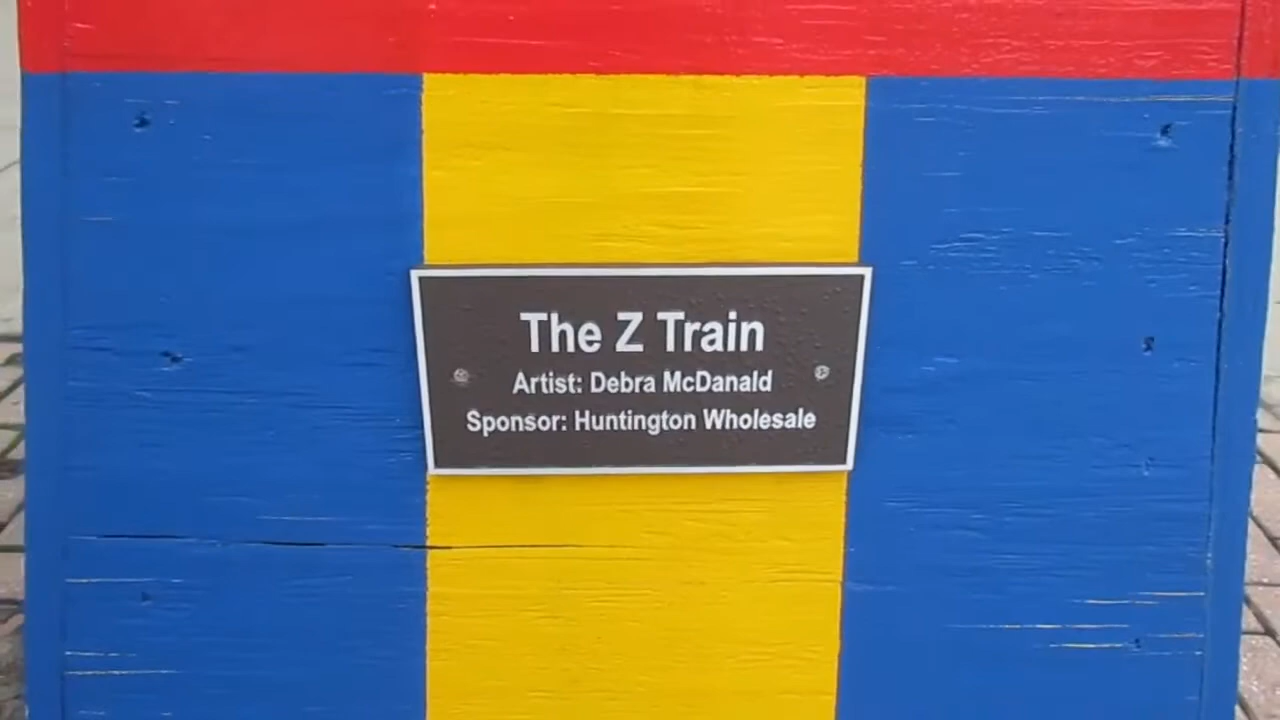 The Z Train
Artist: Debra McDanald
Sponsor: Huntington Wholesale